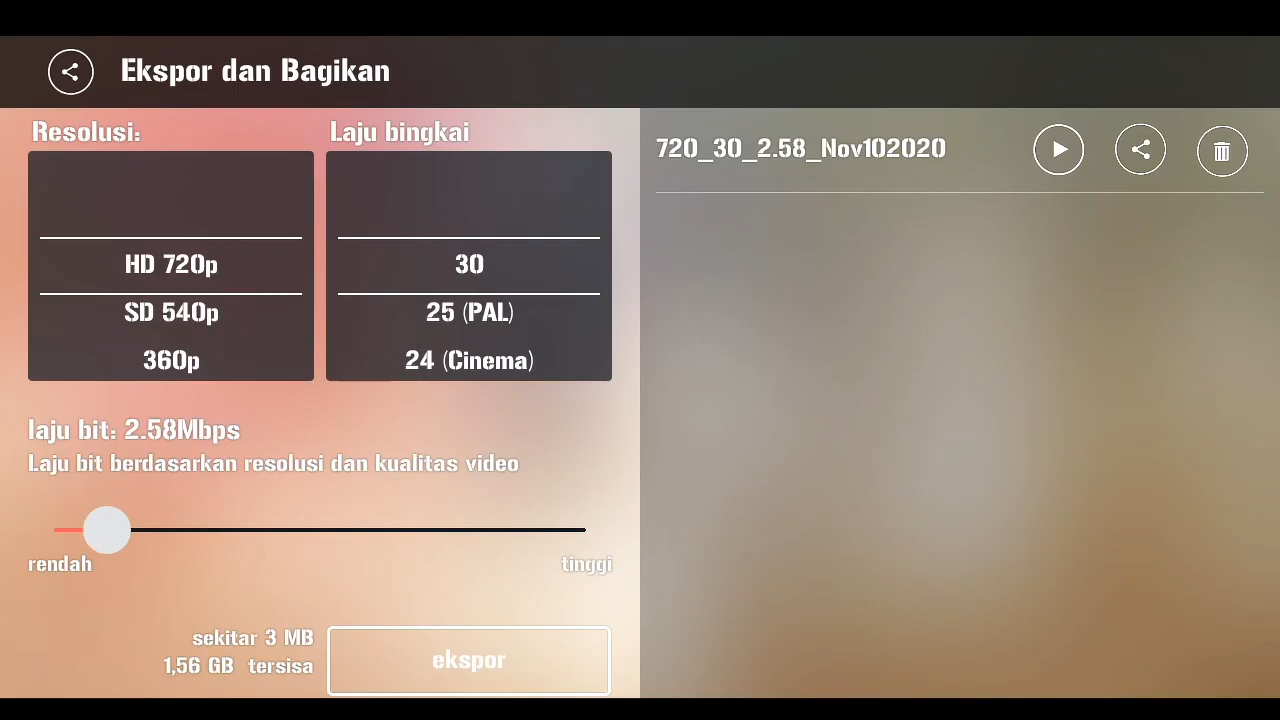 Ekspor dan Bagikan
Resolusi:
Laju bingkai
HD 720p
SD 540p
360p
30
25 (PAL)
24 (Cinema)
laju bit: 2.58Mbps
Laju bit berdasarkan resolusi dan kualitas video
rendah
tinggi
sekitar 3 MB
1,56 GB tersisa
ekspor
720_30_2.58_Nov102020